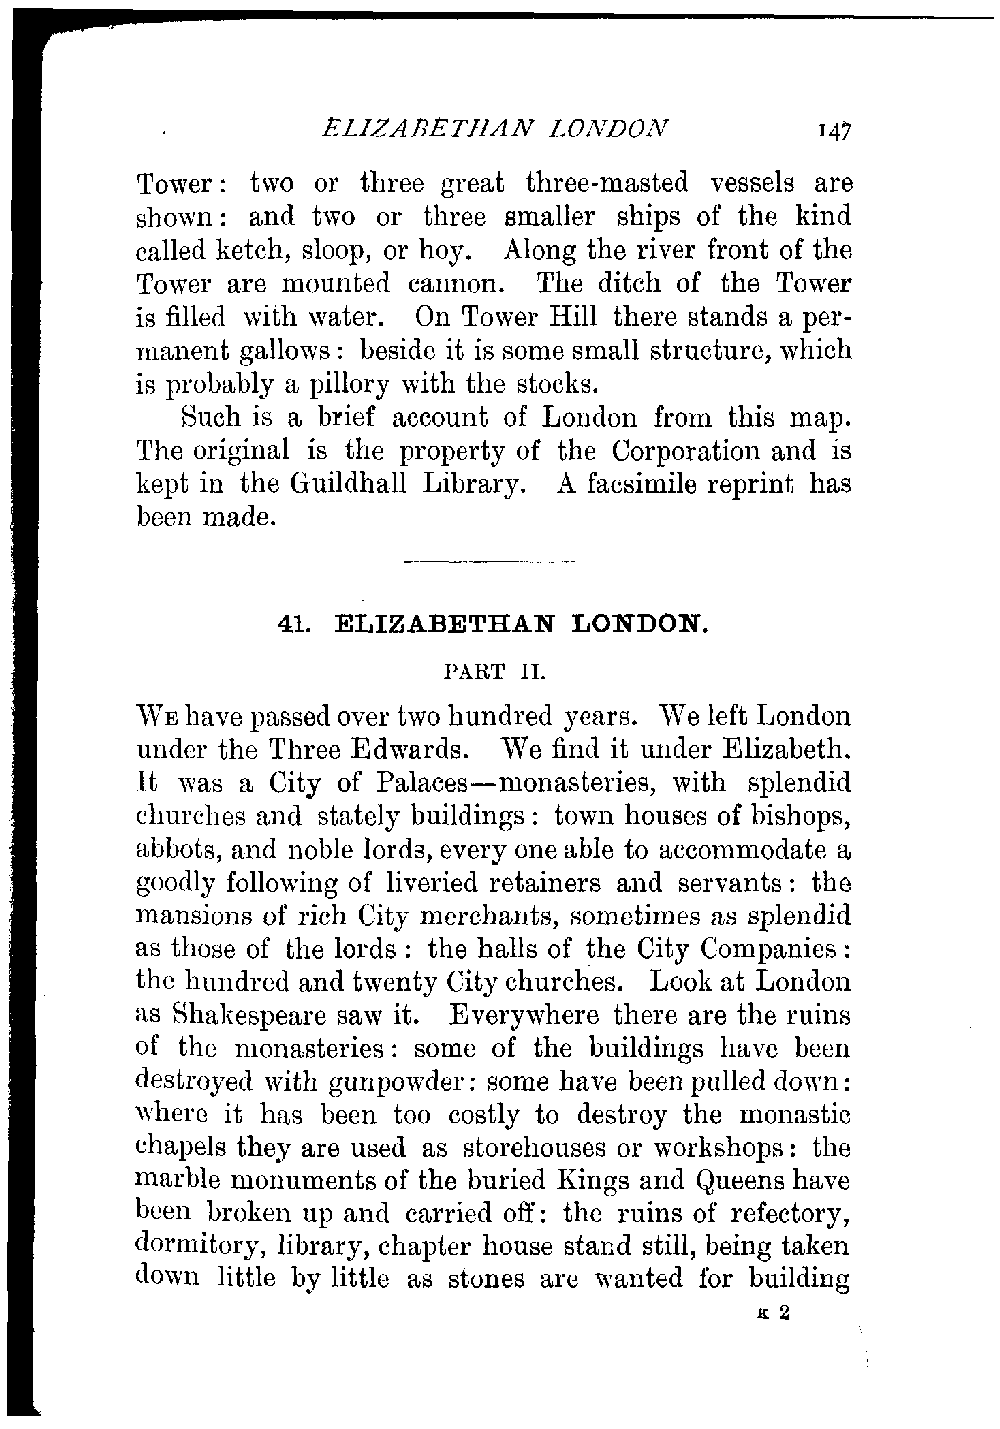 ELIZABETHAN LONDON 147
Tower: two or three great three-masted vessels are
shown: and two or three smaller ships of the kind
called ketch, sloop, or hoy. Along the river front of the
Tower are mounted cannon. The ditch of the Tower
is filled with water. On Tower Hill there stands a per-
manent gallows: beside it is some small structure, which
is probably a pillory with the stocks.
Such is a brief account of London from this map.
The original is the property of the Corporation and is
kept in the Guildhall Library. A facsimile reprint has
been made.
41. ELIZABETHAN LONDON.
PART II.
WE have passed over two hundred years. We left London
under the Three Edwards. We find it under Elizabeth.
It was a City of Palaces—monasteries, with splendid
churches and stately buildings: town houses of bishops,
abbots, and noble lords, every one able to accommodate a
goodly following of liveried retainers and servants: the
mansions of rich City merchants, sometimes as splendid
as those of the lords: the halls of the City Companies:
the hundred and twenty City churches. Look at London
as Shakespeare saw it. Everywhere there are the ruins
of the monasteries: some of the buildings have been
destroyed with gunpowder: some have been pulled down:
where it has been too costly to destroy the monastic
chapels they are used as storehouses or workshops: the
marble monuments of the buried Kings and Queens have
been broken up and carried off: the ruins of refectory,
dormitory, library, chapter house stand still, being taken
down little by little as stones are wanted for building
K 2